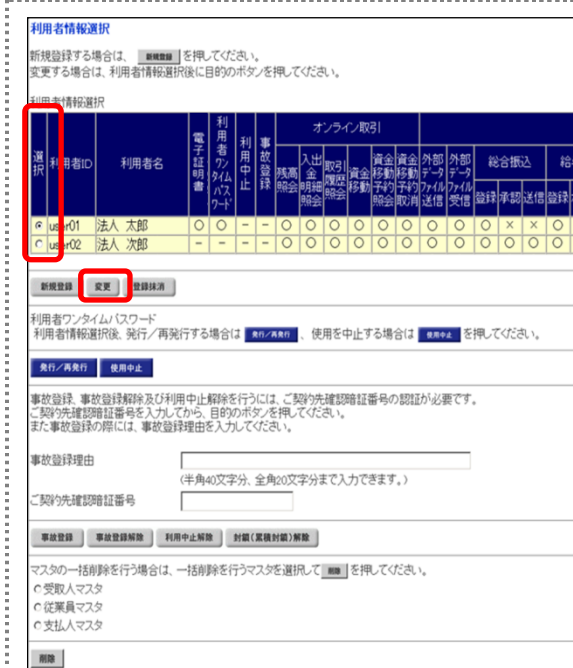 利用者情報選択
新規登録する場合は、 新規登録 を押してください。
変更する場合は、利用者情報選択後に目的のボタンを押してください。
利用者情報選択
選択 利用者ID 利用者名 電子証明書 利用者ワンタイムパスワード 利用中止 事故登録 オンライン取引 外部データファイル送信 外部データファイル受信 総合振込 給
残高照会 入出金明細照会 取引履歴照会 資金移動 資金移動予約照会 資金移動予約取消 登録 承認 送信 登録
user01 法人 太郎 ○ ○ － － ○ ○ ○ ○ ○ ○ ○ ○ ○ × × ○
user02 法人 次郎 － － － － ○ ○ ○ ○ ○ ○ ○ ○ ○ ○ ○ ○
新規登録 変更 登録抹消
利用者ワンタイムパスワード
利用者情報選択後、発行／再発行する場合は 発行／再発行 、使用を中止する場合は 使用中止 を押してください。
発行／再発行 使用中止
事故登録、事故登録解除及び利用中止解除を行うには、ご契約先確認暗証番号の認証が必要です。
ご契約先確認暗証番号を入力してから、目的のボタンを押してください。
また事故登録の際には、事故登録理由を入力してください。
事故登録理由
(半角40文字分、全角20文字分まで入力できます。)
ご契約先確認暗証番号
事故登録 事故登録解除 利用中止解除 封鎖(累積封鎖)解除
マスタの一括削除を行う場合は、一括削除を行うマスタを選択して 削除 を押してください。
受取人マスタ
従業員マスタ
支払人マスタ
削除